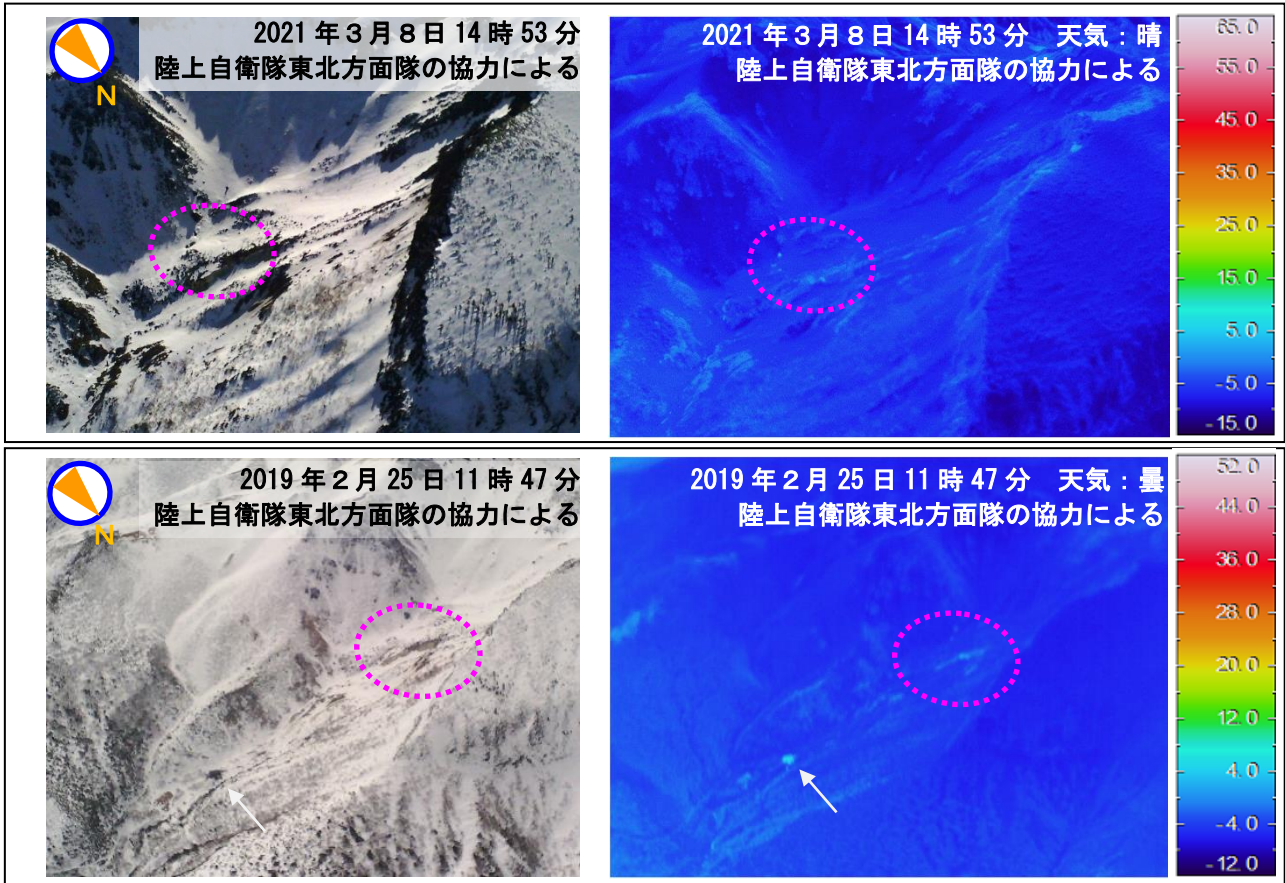 2021年3月8日14時53分
陸上自衛隊東北方面隊の協力による
N
2021年3月8日14時53分 天気：晴
陸上自衛隊東北方面隊の協力による
65.0
55.0
45.0
35.0
25.0
15.0
5.0
-5.0
-15.0
2019年2月25日11時47分
陸上自衛隊東北方面隊の協力による
N
2019年2月25日11時47分 天気：曇
陸上自衛隊東北方面隊の協力による
52.0
44.0
36.0
28.0
20.0
12.0
4.0
-4.0
-12.0